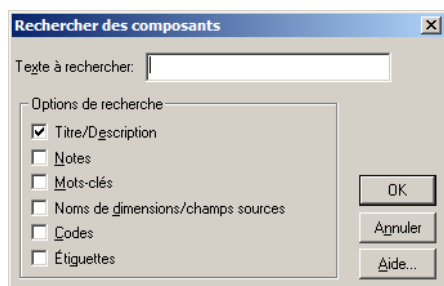 Rechercher des composants
Texte à rechercher:
Options de recherche
Titre/Description
Notes
Mots-clés
Noms de dimensions/champs sources
Codes
Étiguettes
OK
Annuler
Aide...